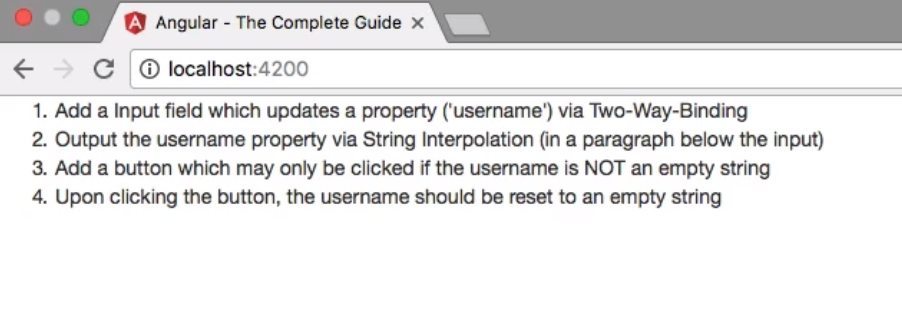 Angular - The Complete Guide
localhost:4200
1. Add a Input field which updates a property ('username') via Two-Way-Binding
2. Output the username property via String Interpolation (in a paragraph below the input)
3. Add a button which may only be clicked if the username is NOT an empty string
4. Upon clicking the button, the username should be reset to an empty string